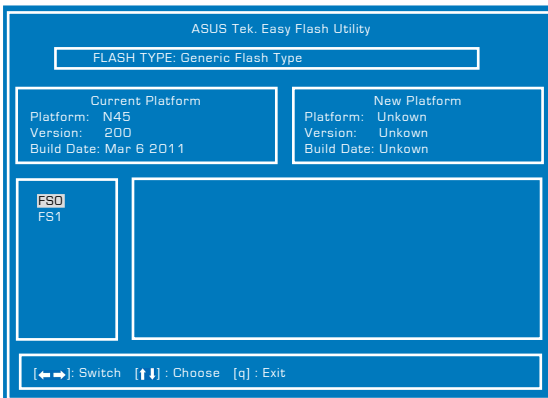 ASUS Tek. Easy Flash Utility
FLASH TYPE: Generic Flash Type
Current Platform
Platform: N45
Version: 200
Build Date: Mar 6 2011
New Platform
Platform: Unkown
Version: Unkown
Build Date: Unkown
FS0
FS1
[←→]: Switch [↑↓] : Choose [q] : Exit